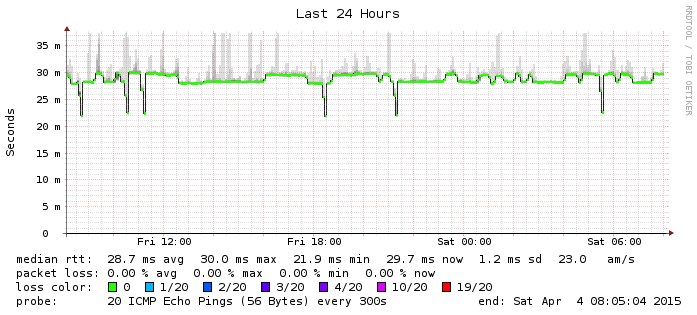 Last 24 Hours
RRDTOOL / TOBI OETIKER
Seconds
35 m
30 m
25 m
20 m
15 m
10 m
5 m
0
Fri 12:00 Fri 18:00 Sat 00:00 Sat 06:00
median rtt: 28.7 ms avg 30.0 ms max 21.9 ms min 29.7 ms now 1.2 ms sd 23.0 am/s
packet loss: 0.00 % avg 0.00 % max 0.00 % min 0.00 % now
loss color: 0 1/20 2/20 3/20 4/20 10/20 19/20
probe: 20 ICMP Echo Pings (56 Bytes) every 300s end: Sat Apr 4 08:05:04 2015